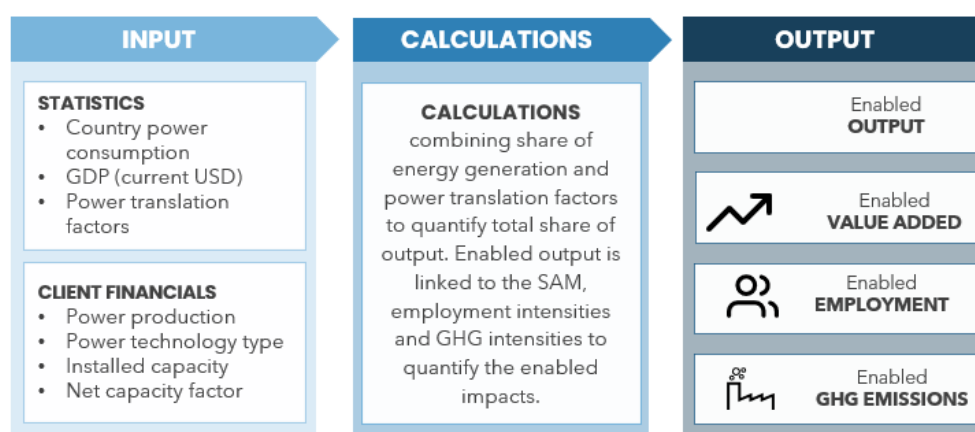 INPUT
STATISTICS
• Country power
consumption
• GDP (current USD)
• Power translation
factors
CLIENT FINANCIALS
• Power production
• Power technology type
• Installed capacity
• Net capacity factor
CALCULATIONS
CALCULATIONS
combining share of
energy generation and
power translation factors
to quantify total share of
output. Enabled output is
linked to the SAM,
employment intensities
and GHG intensities to
quantify the enabled
impacts.
OUTPUT
Enabled
OUTPUT
Enabled
VALUE ADDED
Enabled
EMPLOYMENT
Enabled
GHG EMISSIONS